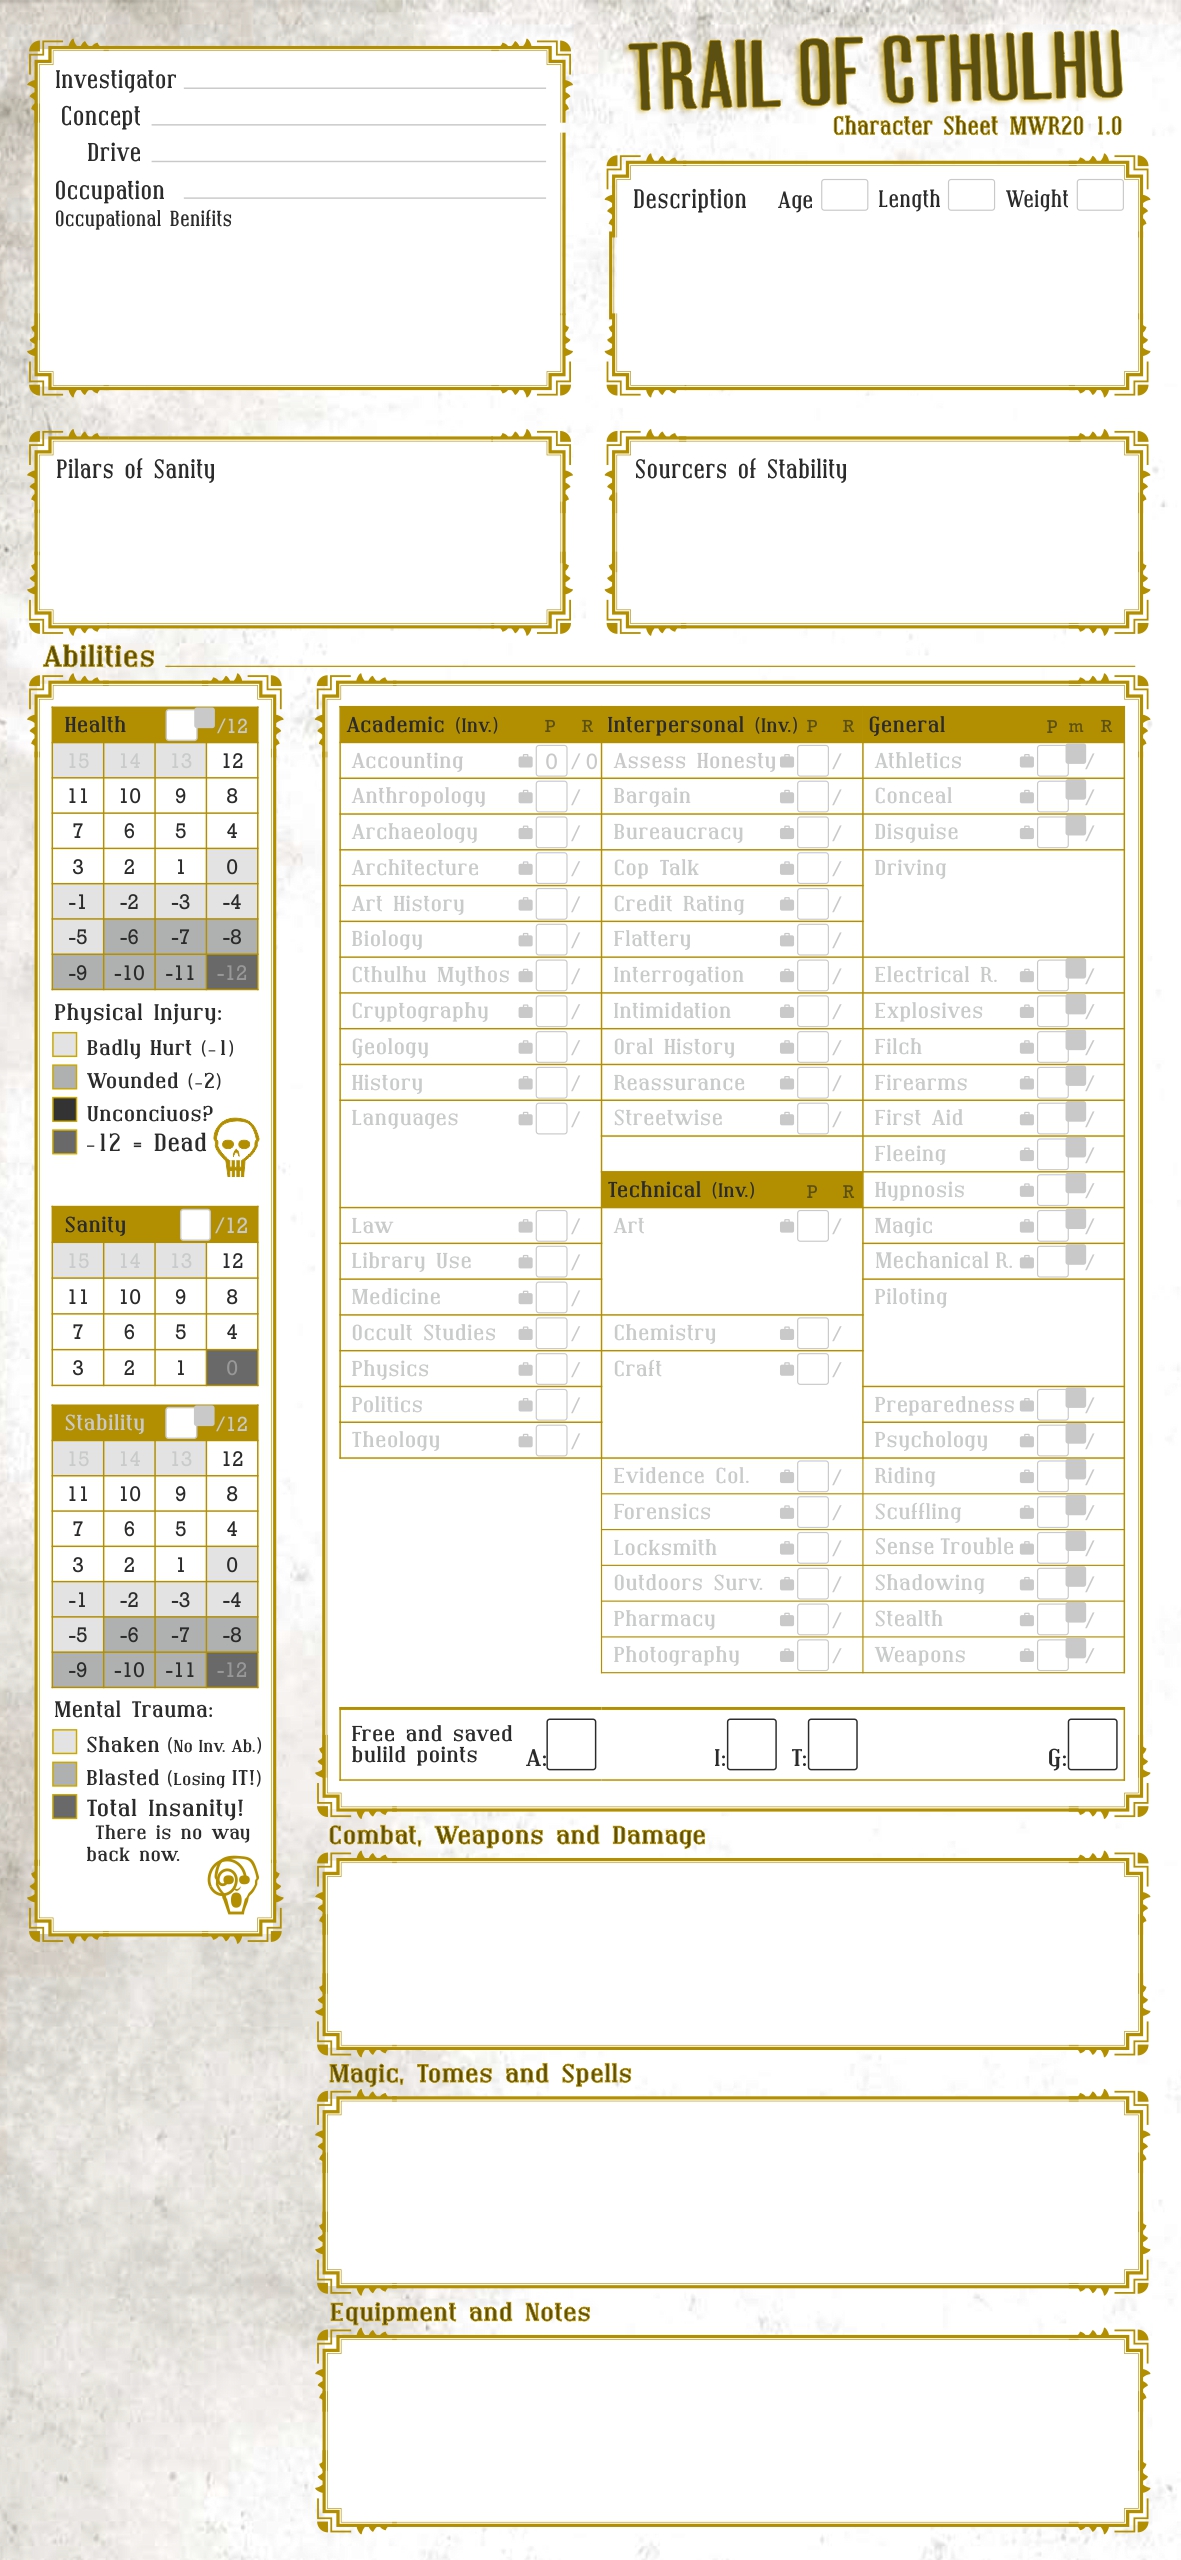 TRAIL OF CTHULHU
Character Sheet MWR20 1.0
Investigator
Concept
Drive
Occupation
Occupational Benifits
Description Age Length Weight
Pilars of Sanity
Sourcers of Stability
Abilities
Health /12
15 14 13 12
11 10 9 8
7 6 5 4
3 2 1 0
-1 -2 -3 -4
-5 -6 -7 -8
-9 -10 -11 -12
Physical Injury:
Badly Hurt (-1)
Wounded (-2)
Unconciuos?
-12 = Dead
Sanity /12
15 14 13 12
11 10 9 8
7 6 5 4
3 2 1 0
Stability /12
15 14 13 12
11 10 9 8
7 6 5 4
3 2 1 0
-1 -2 -3 -4
-5 -6 -7 -8
-9 -10 -11 -12
Mental Trauma:
Shaken (No Inv. Ab.)
Blasted (Losing IT!)
Total Insanity!
There is no way
back now.
Academic (Inv.) P R
Accounting 0 / 0
Anthropology /
Archaeology /
Architecture /
Art History /
Biology /
Cthulhu Mythos /
Cryptography /
Geology /
History /
Languages /
Law /
Library Use /
Medicine /
Occult Studies /
Physics /
Politics /
Theology /
Interpersonal (Inv.) P R
Assess Honesty /
Bargain /
Bureaucracy /
Cop Talk /
Credit Rating /
Flattery /
Interrogation /
Intimidation /
Oral History /
Reassurance /
Streetwise /
Technical (Inv.) P R
Art /
Chemistry /
Craft /
Evidence Col. /
Forensics /
Locksmith /
Outdoors Surv. /
Pharmacy /
Photography /
General P m R
Athletics /
Conceal /
Disguise /
Driving
Electrical R. /
Explosives /
Filch /
Firearms /
First Aid /
Fleeing /
Hypnosis /
Magic /
Mechanical R. /
Piloting
Preparedness /
Psychology /
Riding /
Scuffling /
Sense Trouble /
Shadowing /
Stealth /
Weapons /
Free and saved
bulild points A: I: T: G:
Combat, Weapons and Damage
Magic, Tomes and Spells
Equipment and Notes